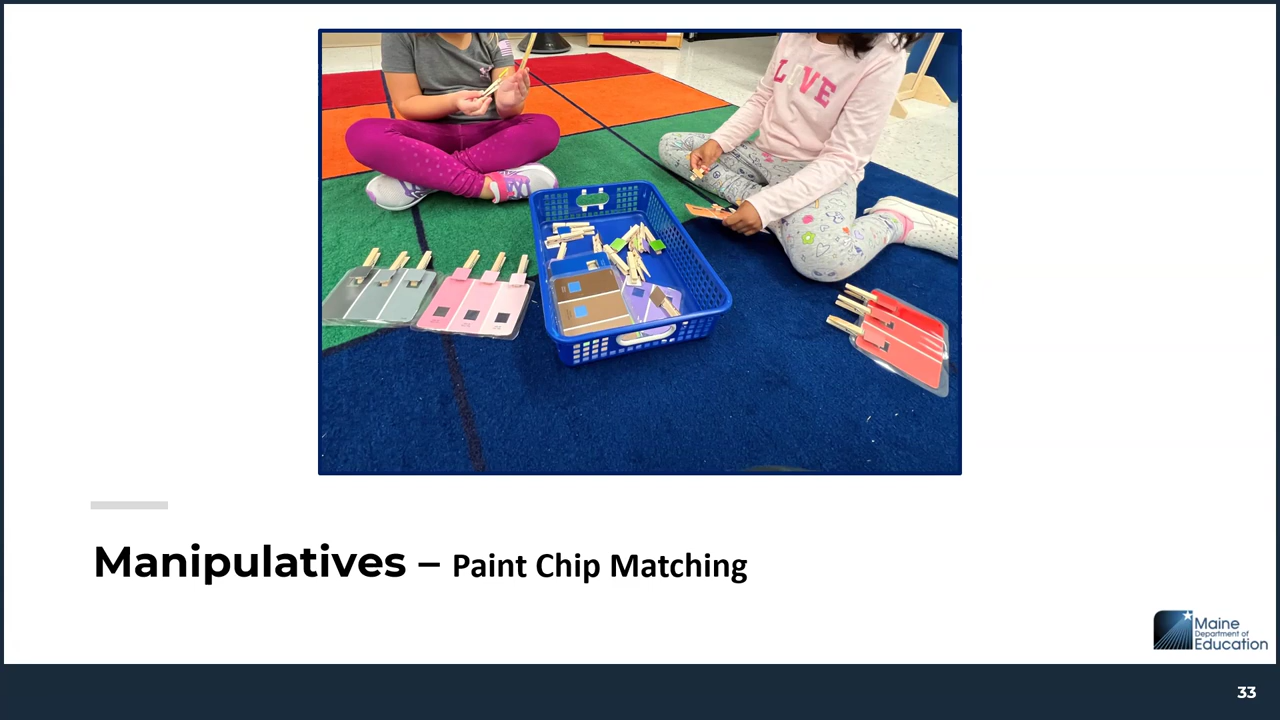 LOVE
Manipulatives – Paint Chip Matching
Maine
Department of
Education
33